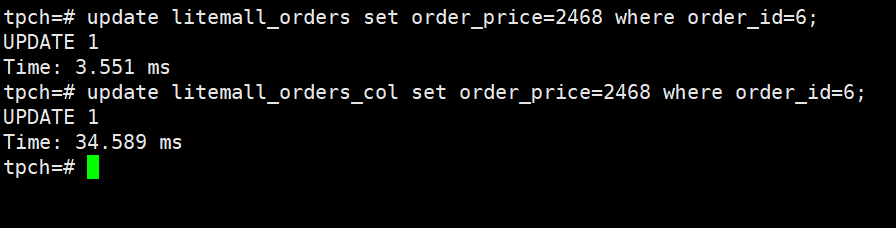 tpch=# update litemall_orders set order_price=2468 where order_id=6;
UPDATE 1
Time: 3.551 ms
tpch=# update litemall_orders_col set order_price=2468 where order_id=6;
UPDATE 1
Time: 34.589 ms
tpch=#